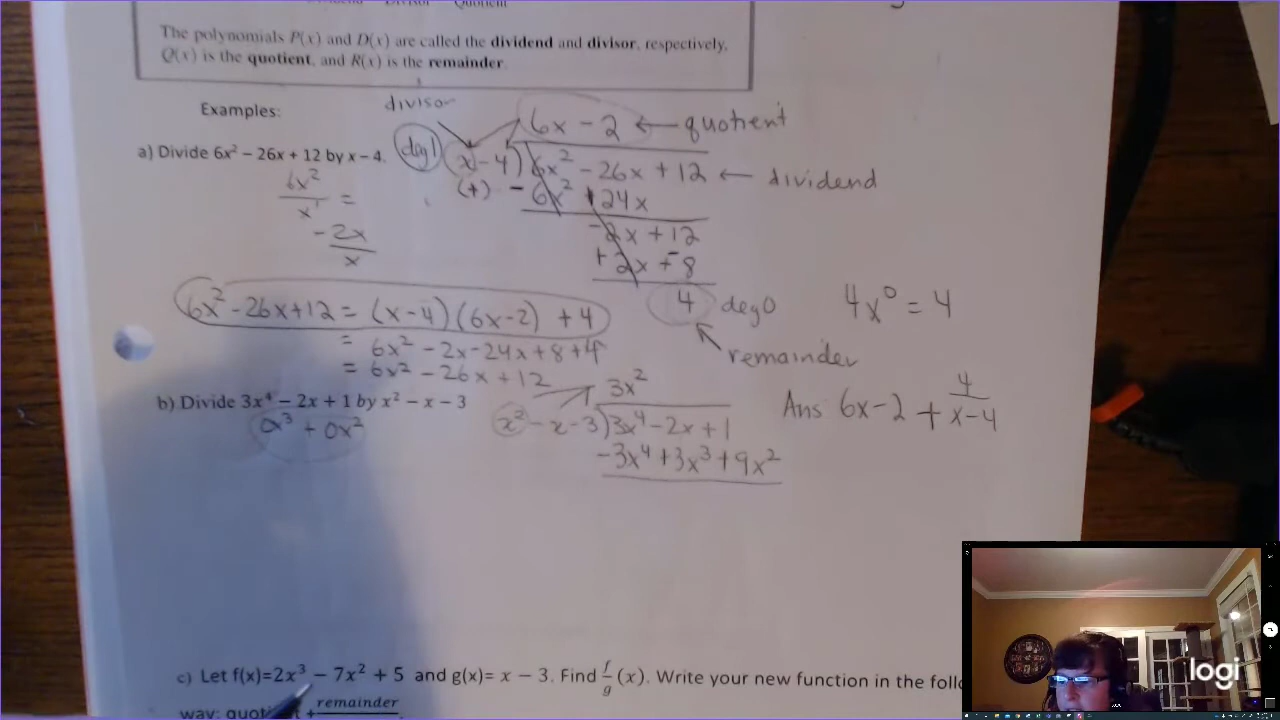 Dividend Divisor Quotient
The polynomials P(x) and D(x) are called the dividend and divisor, respectively,
Q(x) is the quotient, and R(x) is the remainder.
Examples:
divisor
6x - 2 ← quotient
a) Divide 6x² – 26x + 12 by x – 4.
deg 1
x - 4) 6x² - 26x + 12 ← dividend
6x²/x' =
(+) - 6x² + 24x
-2x/x
-2x + 12
+2x - 8
4 deg 0
4x⁰ = 4
remainder
6x² - 26x + 12 = (x-4)(6x-2) + 4
= 6x² - 2x - 24x + 8 + 4
= 6x² - 26x + 12
Ans 6x - 2 + 4/x-4
b) Divide 3x⁴ – 2x + 1 by x² – x – 3
0x³ + 0x²
3x²
x² - x - 3) 3x⁴ - 2x + 1
-3x⁴ + 3x³ + 9x²
c) Let f(x)=2x³ – 7x² + 5 and g(x)= x – 3. Find f/g (x). Write your new function in the
way: + remainder
logi